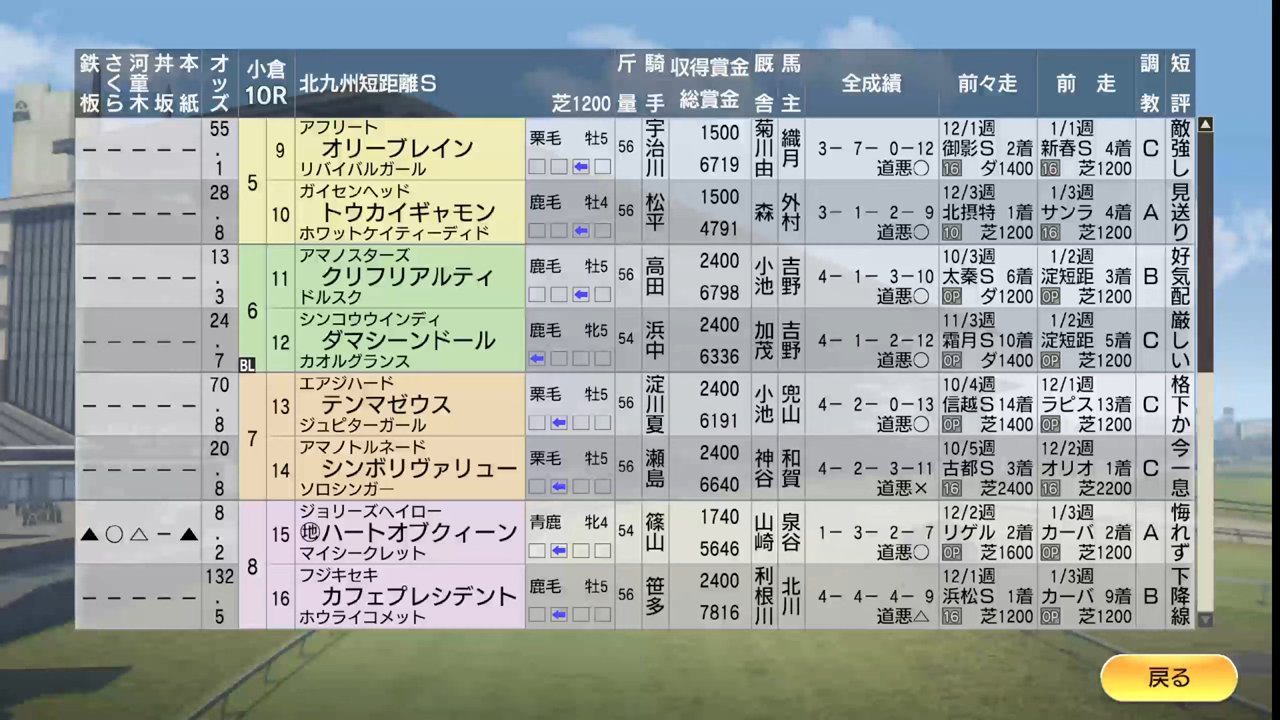 鉄板 さくら 河童木 井坂 本紙 オッズ 小倉10R 北九州短距離S 芝1200 斤量 騎手 収得賞金 総賞金 厩舎 馬主 全成績 前々走 前走 調教 短評
－ － － － － 55.1 5 9 アフリート 栗毛 牡5 56 宇治川 1500 菊川由 織月 3－ 7－ 0－12 12/1週 1/1週 C 敵強し
オリーブレイン 御影S 2着 新春S 4着
リバイバルガール 6719 道悪○ 16 ダ1400 16 芝1200
－ － － － － 28.8 10 ガイセンヘッド 鹿毛 牡4 56 松平 1500 森 外村 3－ 1－ 2－ 9 12/3週 1/3週 A 見送り
トウカイギャモン 北摂特 1着 サンラ 4着
ホワットケイティーディド 4791 道悪○ 10 芝1200 16 芝1200
－ － － － － 13.3 6 11 アマノスターズ 鹿毛 牡5 56 高田 2400 小池 吉野 4－ 1－ 3－10 10/3週 1/2週 B 好気配
クリフリアルティ 太秦S 6着 淀短距 3着
ドルスク 6798 道悪○ OP ダ1200 OP 芝1200
－ － － － － 24.7 BL 12 シンコウウインディ 鹿毛 牝5 54 浜中 2400 加茂 吉野 4－ 1－ 2－12 11/3週 1/2週 C 厳しい
ダマシーンドール 霜月S 10着 淀短距 5着
カオルグランス 6336 道悪○ OP ダ1400 OP 芝1200
－ － － － － 70.8 7 13 エアジハード 栗毛 牡5 56 淀川夏 2400 小池 兜山 4－ 2－ 0－13 10/4週 12/1週 C 格下か
テンマゼウス 信越S 14着 ラピス 13着
ジュピターガール 6191 道悪○ OP 芝1400 OP 芝1200
－ － － － － 20.8 14 アマノトルネード 栗毛 牡5 56 瀬島 2400 神谷 和賀 4－ 2－ 3－11 10/5週 12/2週 C 今一息
シンボリヴァリュー 古都S 3着 オリオ 1着
ソロシンガー 6640 道悪× 16 芝2400 16 芝2200
▲ ○ △ － ▲ 8.2 8 15 ジョリーズヘイロー 青鹿 牝4 54 篠山 1740 山崎 泉谷 1－ 3－ 2－ 7 12/2週 1/3週 A 悔れず
㊞ハートオブクィーン リゲル 2着 カーバ 2着
マイシークレット 5646 道悪○ OP 芝1600 OP 芝1200
－ － － － － 132.5 16 フジキセキ 鹿毛 牡5 56 笹多 2400 利根川 北川 4－ 4－ 4－ 9 12/1週 1/3週 B 下降線
カフェプレシデント 浜松S 1着 カーバ 9着
ホウライコメット 7816 道悪△ 16 芝1200 OP 芝1200
戻る